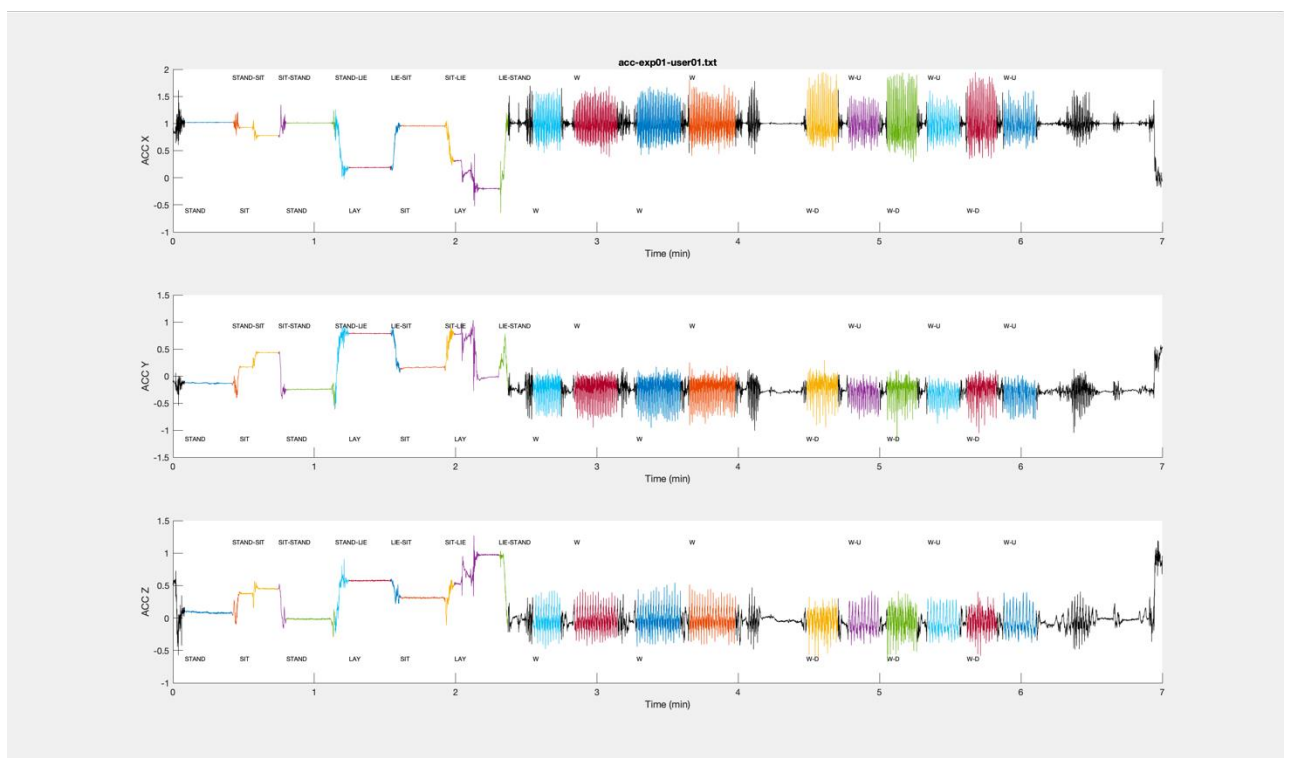 acc-exp01-user01.txt
2
STAND-SIT SIT-STAND STAND-LIE LIE-SIT SIT-LIE LIE-STAND W W W-U W-U W-U
1.5
1
ACC X
0.5
0
-0.5
STAND SIT STAND LAY SIT LAY W W W-D W-D W-D
-1
0 1 2 3 4 5 6 7
Time (min)
1.5
1
STAND-SIT SIT-STAND STAND-LIE LIE-SIT SIT-LIE LIE-STAND W W W-U W-U W-U
0.5
ACC Y
0
-0.5
-1
STAND SIT STAND LAY SIT LAY W W W-D W-D W-D
-1.5
0 1 2 3 4 5 6 7
Time (min)
1.5
STAND-SIT SIT-STAND STAND-LIE LIE-SIT SIT-LIE LIE-STAND W W W-U W-U W-U
1
0.5
ACC Z
0
-0.5
STAND SIT STAND LAY SIT LAY W W W-D W-D W-D
-1
0 1 2 3 4 5 6 7
Time (min)